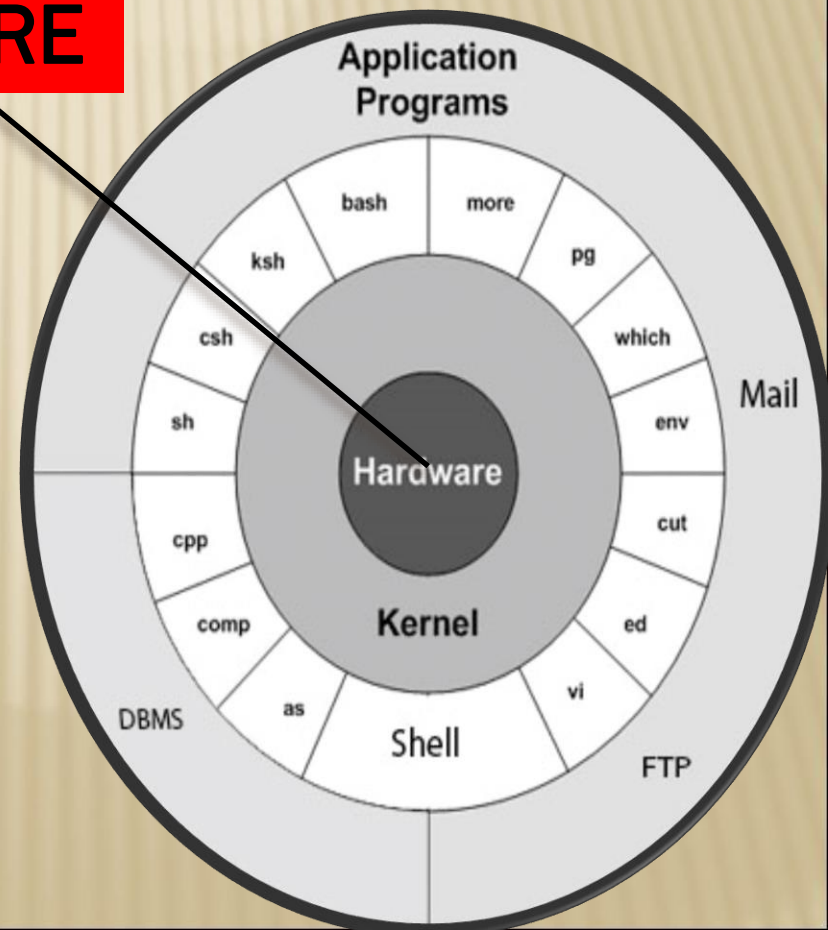 RE
Application
Programs
bash
more
ksh
pg
csh
which
Mail
sh
env
Hardware
cut
cpp
Kernel
comp
ed
as
vi
DBMS
Shell
FTP